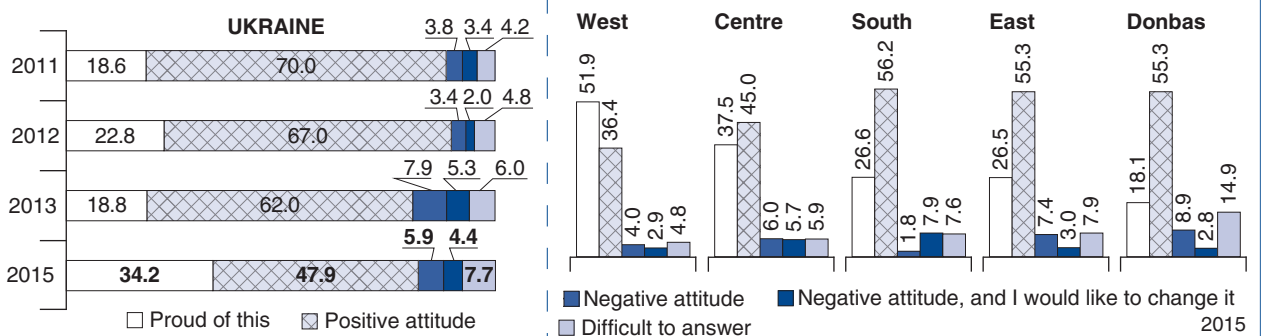 UKRAINE
3.8 3.4 4.2
2011 18.6 70.0
3.4 2.0 4.8
2012 22.8 67.0
7.9 5.3 6.0
2013 18.8 62.0
5.9 4.4
2015 34.2 47.9 7.7
Proud of this Positive attitude
West Centre South East Donbas
51.9 36.4 4.0 2.9 4.8
37.5 45.0 6.0 5.7 5.9
26.6 56.2 1.8 7.9 7.6
26.5 55.3 7.4 3.0 7.9
18.1 55.3 8.9 2.8 14.9
Negative attitude Negative attitude, and I would like to change it
Difficult to answer
2015